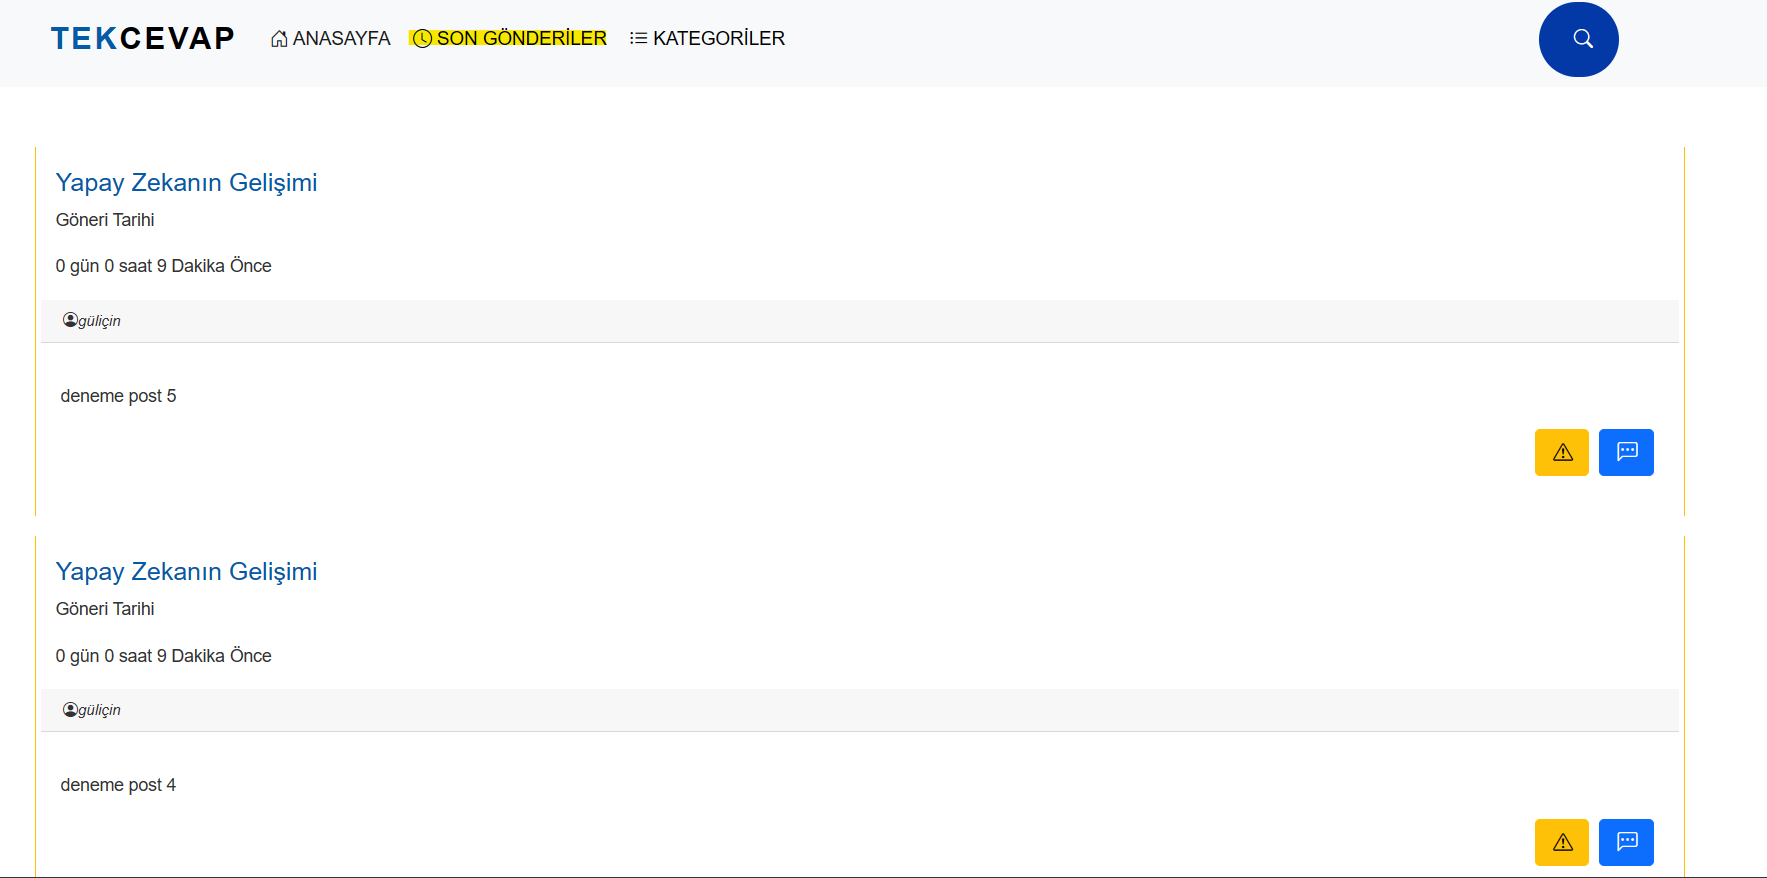 TEKCEVAP ANASAYFA SON GÖNDERİLER KATEGORİLER
Yapay Zekanın Gelişimi
Göneri Tarihi
0 gün 0 saat 9 Dakika Önce
güliçin
deneme post 5
Yapay Zekanın Gelişimi
Göneri Tarihi
0 gün 0 saat 9 Dakika Önce
güliçin
deneme post 4